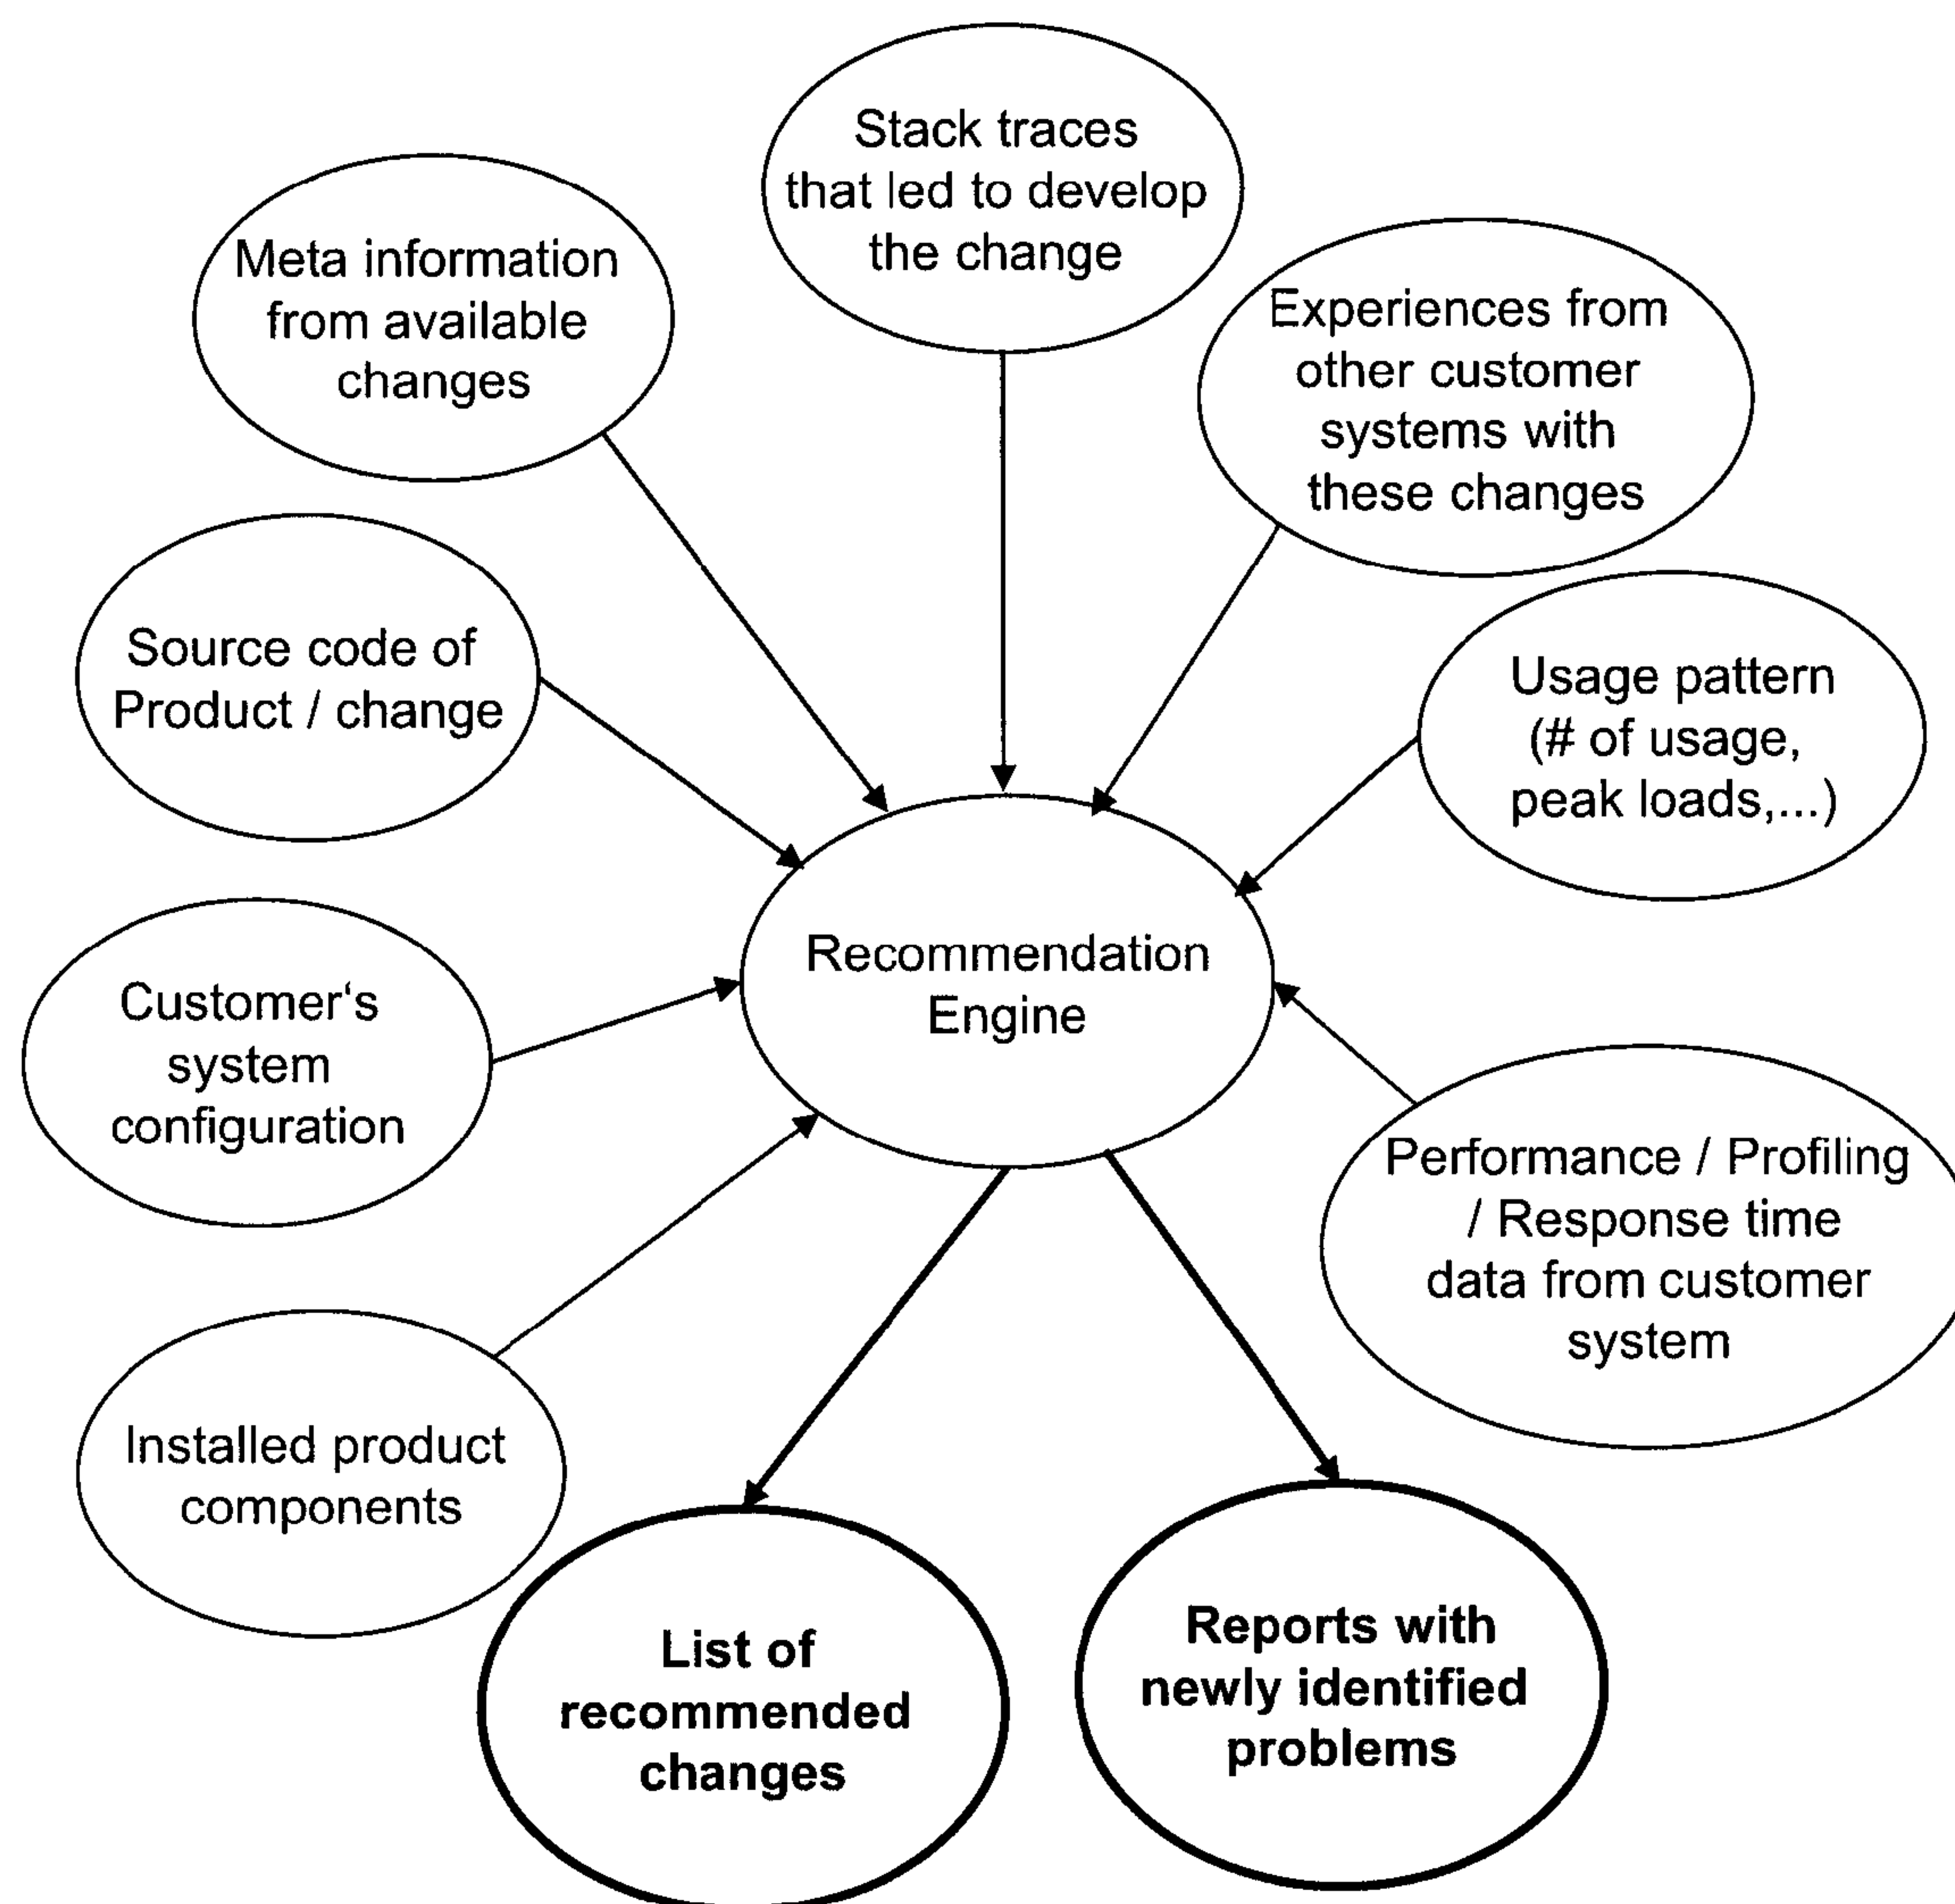 Stack traces
that led to develop
the change
Meta information
from available
changes
Experiences from
other customer
systems with
these changes
Source code of
Product / change
Usage pattern
(# of usage,
peak loads,...)
Recommendation
Engine
Customer‘s
system
configuration
Performance / Profiling
/ Response time
data from customer
system
Installed product
components
List of
recommended
changes
Reports with
newly identified
problems